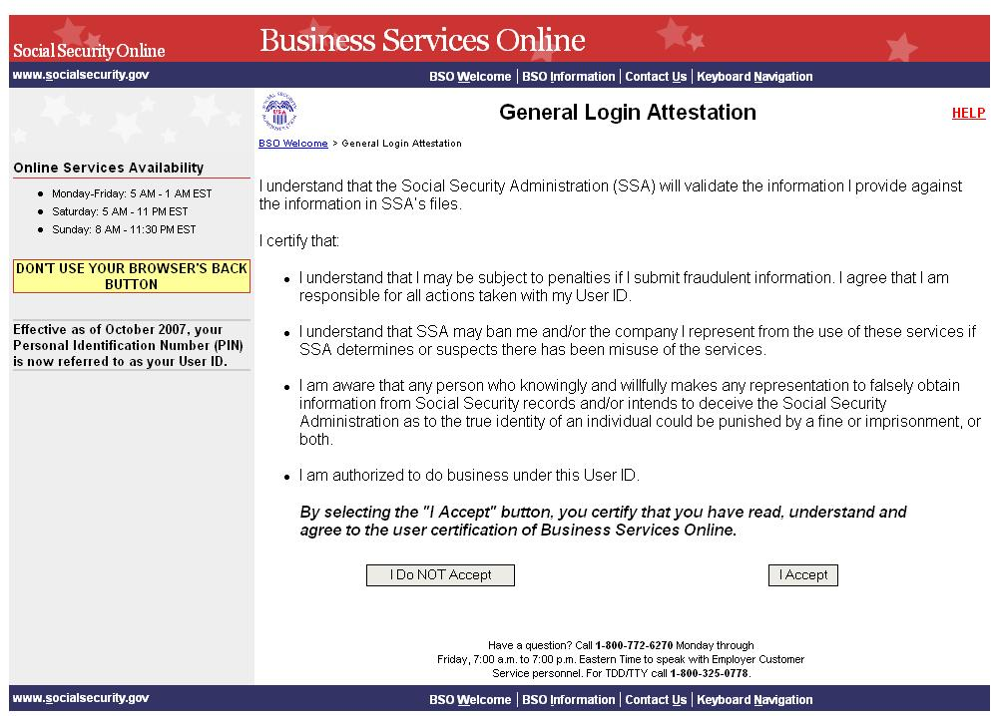 Social Security Online
Business Services Online
www.socialsecurity.gov
BSO Welcome | BSO Information | Contact Us | Keyboard Navigation
SOCIAL SECURITY ADMINISTRATION
USA
General Login Attestation
HELP
BSO Welcome > General Login Attestation
Online Services Availability
• Monday-Friday: 5 AM - 1 AM EST
• Saturday: 5 AM - 11 PM EST
• Sunday: 8 AM - 11:30 PM EST
DON'T USE YOUR BROWSER'S BACK
BUTTON
Effective as of October 2007, your
Personal Identification Number (PIN)
is now referred to as your User ID.
I understand that the Social Security Administration (SSA) will validate the information I provide against
the information in SSA's files.
I certify that:
• I understand that I may be subject to penalties if I submit fraudulent information. I agree that I am
responsible for all actions taken with my User ID.
• I understand that SSA may ban me and/or the company I represent from the use of these services if
SSA determines or suspects there has been misuse of the services.
• I am aware that any person who knowingly and willfully makes any representation to falsely obtain
information from Social Security records and/or intends to deceive the Social Security
Administration as to the true identity of an individual could be punished by a fine or imprisonment, or
both.
• I am authorized to do business under this User ID.
By selecting the "I Accept" button, you certify that you have read, understand and
agree to the user certification of Business Services Online.
I Do NOT Accept
I Accept
Have a question? Call 1-800-772-6270 Monday through
Friday, 7:00 a.m. to 7:00 p.m. Eastern Time to speak with Employer Customer
Service personnel. For TDD/TTY call 1-800-325-0778.
www.socialsecurity.gov
BSO Welcome | BSO Information | Contact Us | Keyboard Navigation